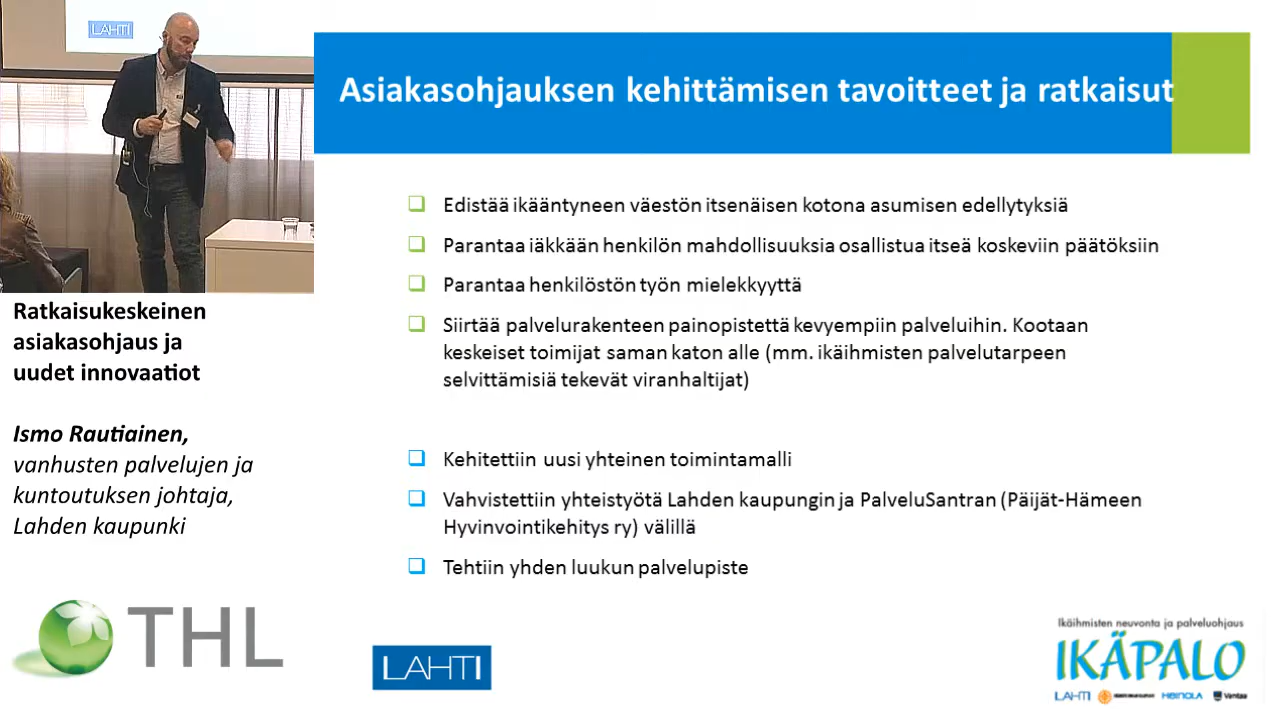 LAHTI
Asiakasohjauksen kehittämisen tavoitteet ja ratkaisut
Edistää ikääntyneen väestön itsenäisen kotona asumisen edellytyksiä
Parantaa iäkkään henkilön mahdollisuuksia osallistua itseä koskeviin päätöksiin
Parantaa henkilöstön työn mielekkyyttä
Siirtää palvelurakenteen painopistettä kevyempiin palveluihin. Kootaan
keskeiset toimijat saman katon alle (mm. ikäihmisten palvelutarpeen
selvittämisiä tekevät viranhaltijat)
Kehitettiin uusi yhteinen toimintamalli
Vahvistettiin yhteistyötä Lahden kaupungin ja PalveluSantran (Päijät-Hämeen
Hyvinvointikehitys ry) välillä
Tehtiin yhden luukun palvelupiste
Ratkaisukeskeinen
asiakasohjaus ja
uudet innovaatiot
Ismo Rautiainen,
vanhusten palvelujen ja
kuntoutuksen johtaja,
Lahden kaupunki
THL
LAHTI
Ikäihmisten neuvonta ja palveluohjaus
IKÄPALO
LAHTI HEINOLA Vantaa